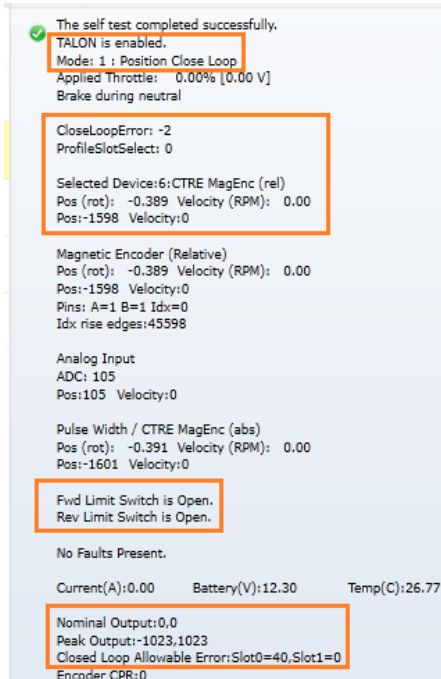 The self test completed successfully.
TALON is enabled.
Mode: 1 : Position Close Loop
Applied Throttle: 0.00% [0.00 V]
Brake during neutral
CloseLoopError: -2
ProfileSlotSelect: 0
Selected Device:6:CTRE MagEnc (rel)
Pos (rot): -0.389 Velocity (RPM): 0.00
Pos:-1598 Velocity:0
Magnetic Encoder (Relative)
Pos (rot): -0.389 Velocity (RPM): 0.00
Pos:-1598 Velocity:0
Pins: A=1 B=1 Idx=0
Idx rise edges:45598
Analog Input
ADC: 105
Pos:105 Velocity:0
Pulse Width / CTRE MagEnc (abs)
Pos (rot): -0.391 Velocity (RPM): 0.00
Pos:-1601 Velocity:0
Fwd Limit Switch is Open.
Rev Limit Switch is Open.
No Faults Present.
Current(A):0.00 Battery(V):12.30 Temp(C):26.77
Nominal Output:0,0
Peak Output:-1023,1023
Closed Loop Allowable Error:Slot0=40,Slot1=0
Encoder CPR:0